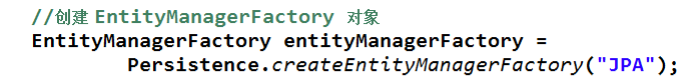 //创建 EntityManagerFactory 对象
EntityManagerFactory entityManagerFactory =
Persistence.createEntityManagerFactory("JPA");